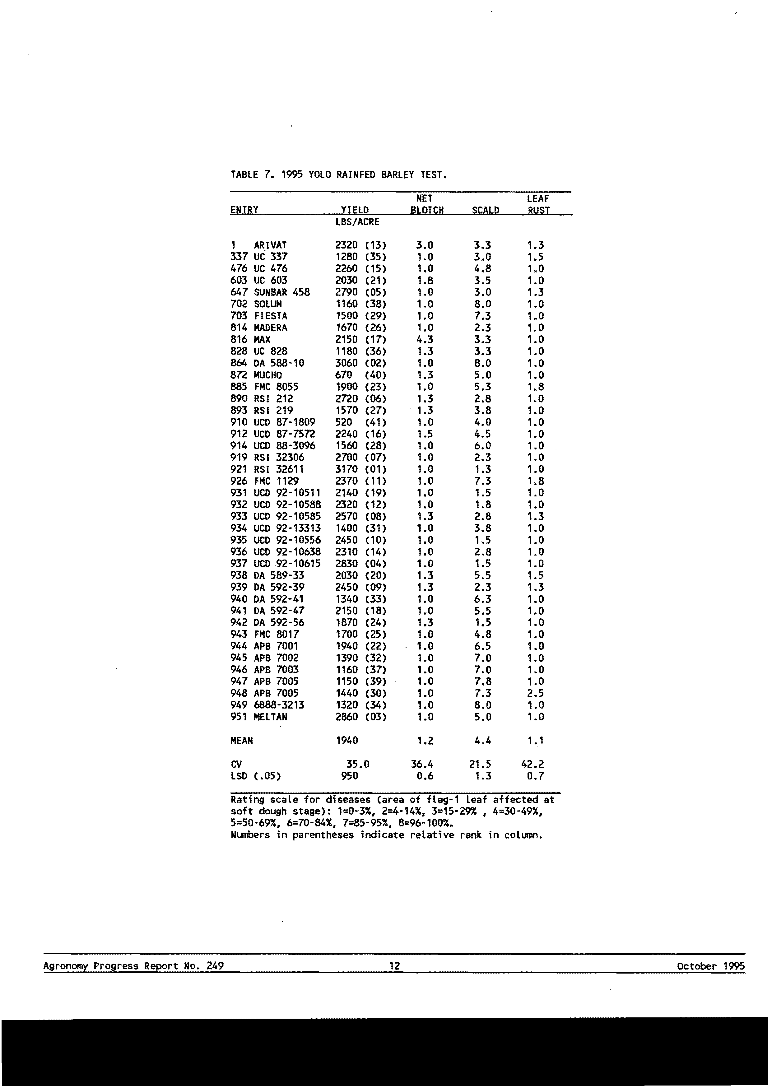 TABLE 7. 1995 YOLO RAINFED BARLEY TEST.
NET LEAF
ENTRY YIELD BLOTCH SCALD RUST
LBS/ACRE
1 ARIVAT 2320 (13) 3.0 3.3 1.3
337 UC 337 1280 (35) 1.0 3.0 1.5
476 UC 476 2260 (15) 1.0 4.8 1.0
603 UC 603 2030 (21) 1.8 3.5 1.0
647 SUNBAR 458 2790 (05) 1.0 3.0 1.3
702 SOLUM 1160 (38) 1.0 8.0 1.0
703 FIESTA 1500 (29) 1.0 7.3 1.0
814 MADERA 1670 (26) 1.0 2.3 1.0
816 MAX 2150 (17) 4.3 3.3 1.0
828 UC 828 1180 (36) 1.3 3.3 1.0
864 DA 588-10 3060 (02) 1.0 8.0 1.0
872 MUCHO 670 (40) 1.3 5.0 1.0
885 FMC 8055 1900 (23) 1.0 5.3 1.8
890 RSI 212 2720 (06) 1.3 2.8 1.0
893 RSI 219 1570 (27) 1.3 3.8 1.0
910 UCD 87-1809 520 (41) 1.0 4.0 1.0
912 UCD 87-7572 2240 (16) 1.5 4.5 1.0
914 UCD 88-3096 1560 (28) 1.0 6.0 1.0
919 RSI 32306 2700 (07) 1.0 2.3 1.0
921 RSI 32611 3170 (01) 1.0 1.3 1.0
926 FMC 1129 2370 (11) 1.0 7.3 1.8
931 UCD 92-10511 2140 (19) 1.0 1.5 1.0
932 UCD 92-10588 2320 (12) 1.0 1.8 1.0
933 UCD 92-10585 2570 (08) 1.3 2.8 1.3
934 UCD 92-13313 1400 (31) 1.0 3.8 1.0
935 UCD 92-10556 2450 (10) 1.0 1.5 1.0
936 UCD 92-10638 2310 (14) 1.0 2.8 1.0
937 UCD 92-10615 2830 (04) 1.0 1.5 1.0
938 DA 589-33 2030 (20) 1.3 5.5 1.5
939 DA 592-39 2450 (09) 1.3 2.3 1.3
940 DA 592-41 1340 (33) 1.0 6.3 1.0
941 DA 592-47 2150 (18) 1.0 5.5 1.0
942 DA 592-56 1870 (24) 1.3 1.5 1.0
943 FMC 8017 1700 (25) 1.0 4.8 1.0
944 APB 7001 1940 (22) 1.0 6.5 1.0
945 APB 7002 1390 (32) 1.0 7.0 1.0
946 APB 7003 1160 (37) 1.0 7.0 1.0
947 APB 7005 1150 (39) 1.0 7.8 1.0
948 APB 7005 1440 (30) 1.0 7.3 2.5
949 6888-3213 1320 (34) 1.0 8.0 1.0
951 MELTAN 2860 (03) 1.0 5.0 1.0
MEAN 1940 1.2 4.4 1.1
CV 35.0 36.4 21.5 42.2
LSD (.05) 950 0.6 1.3 0.7
Rating scale for diseases (area of flag-1 leaf affected at
soft dough stage): 1=0-3%, 2=4-14%, 3=15-29% , 4=30-49%,
5=50-69%, 6=70-84%, 7=85-95%, 8=96-100%.
Numbers in parentheses indicate relative rank in column.
Agronomy Progress Report No. 249 12 October 1995